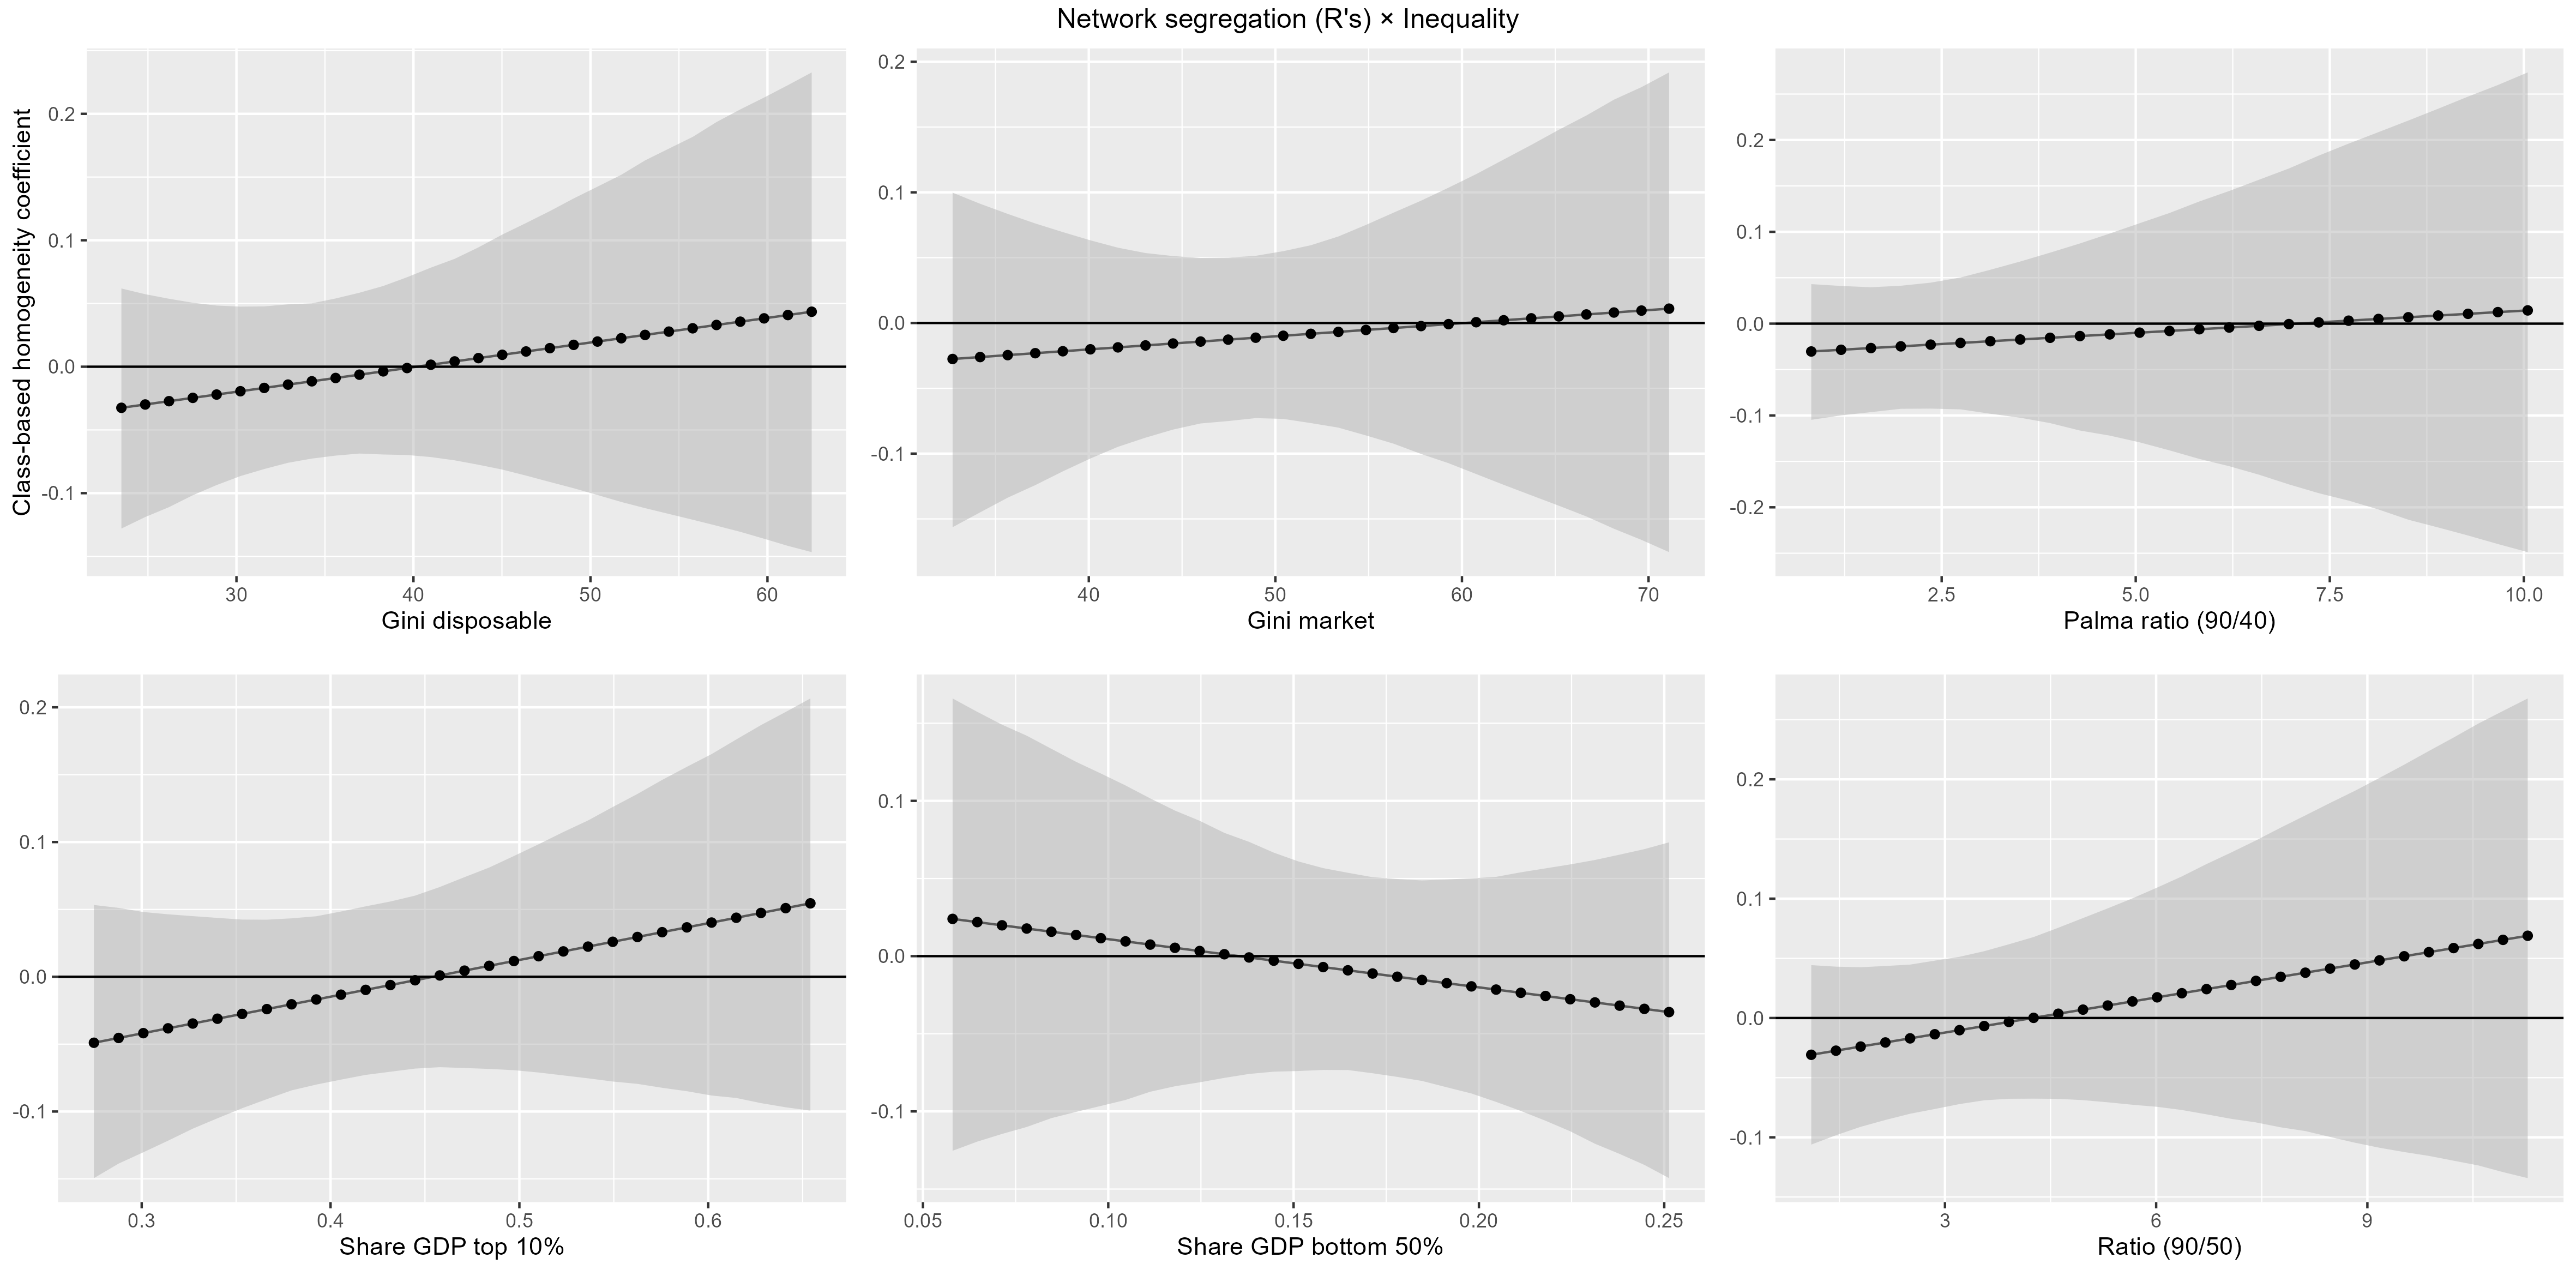 Network segregation (R's) × Inequality
Class-based homogeneity coefficient
0.2
0.1
0.0
-0.1
30 40 50 60
Gini disposable
0.2
0.1
0.0
-0.1
40 50 60 70
Gini market
0.2
0.1
0.0
-0.1
-0.2
2.5 5.0 7.5 10.0
Palma ratio (90/40)
0.2
0.1
0.0
-0.1
0.3 0.4 0.5 0.6
Share GDP top 10%
0.1
0.0
-0.1
0.05 0.10 0.15 0.20 0.25
Share GDP bottom 50%
0.2
0.1
0.0
-0.1
3 6 9
Ratio (90/50)